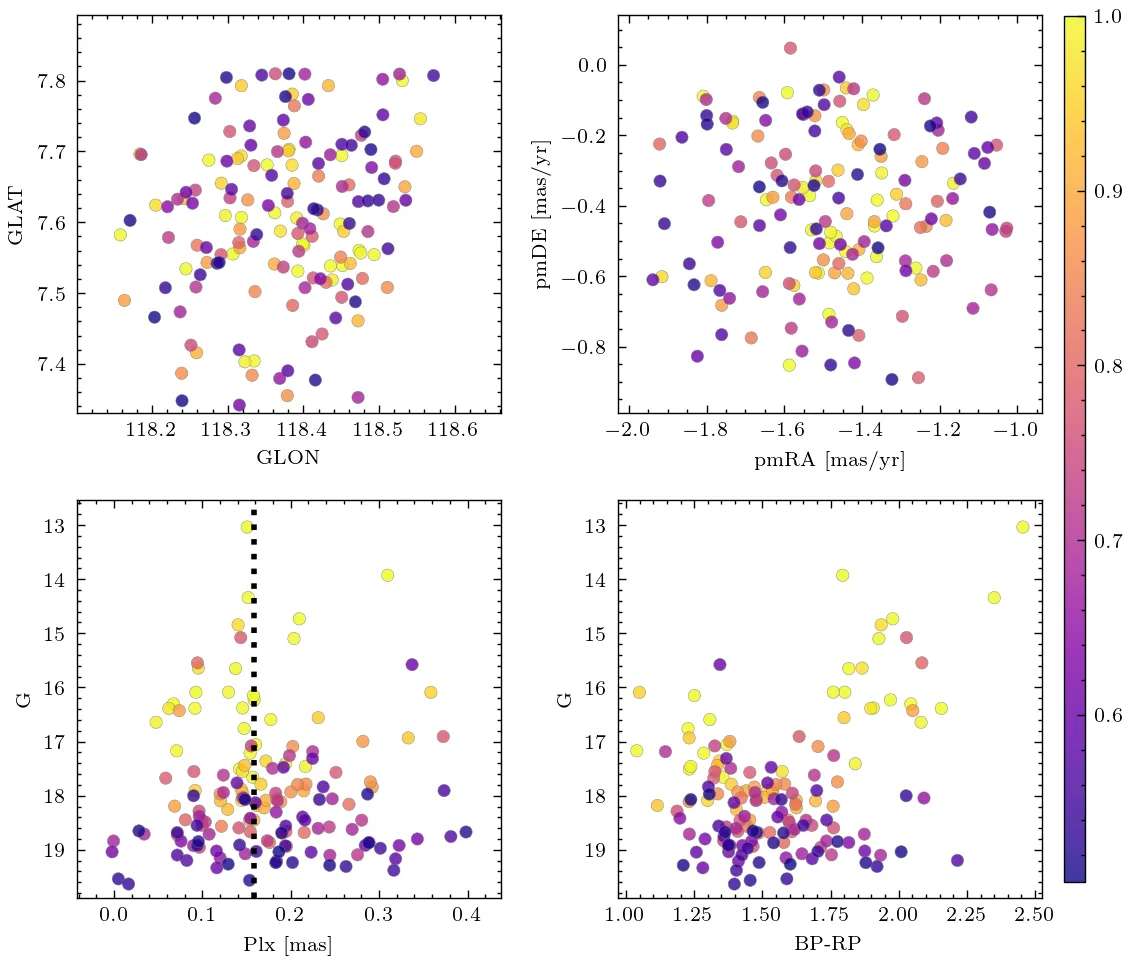 7.8
7.7
7.6
7.5
7.4
GLAT
118.2 118.3 118.4 118.5 118.6
GLON
0.0
−0.2
−0.4
−0.6
−0.8
pmDE [mas/yr]
−2.0 −1.8 −1.6 −1.4 −1.2 −1.0
pmRA [mas/yr]
13
14
15
16
17
18
19
G
0.0 0.1 0.2 0.3 0.4
Plx [mas]
13
14
15
16
17
18
19
G
1.00 1.25 1.50 1.75 2.00 2.25 2.50
BP-RP
1.0
0.9
0.8
0.7
0.6